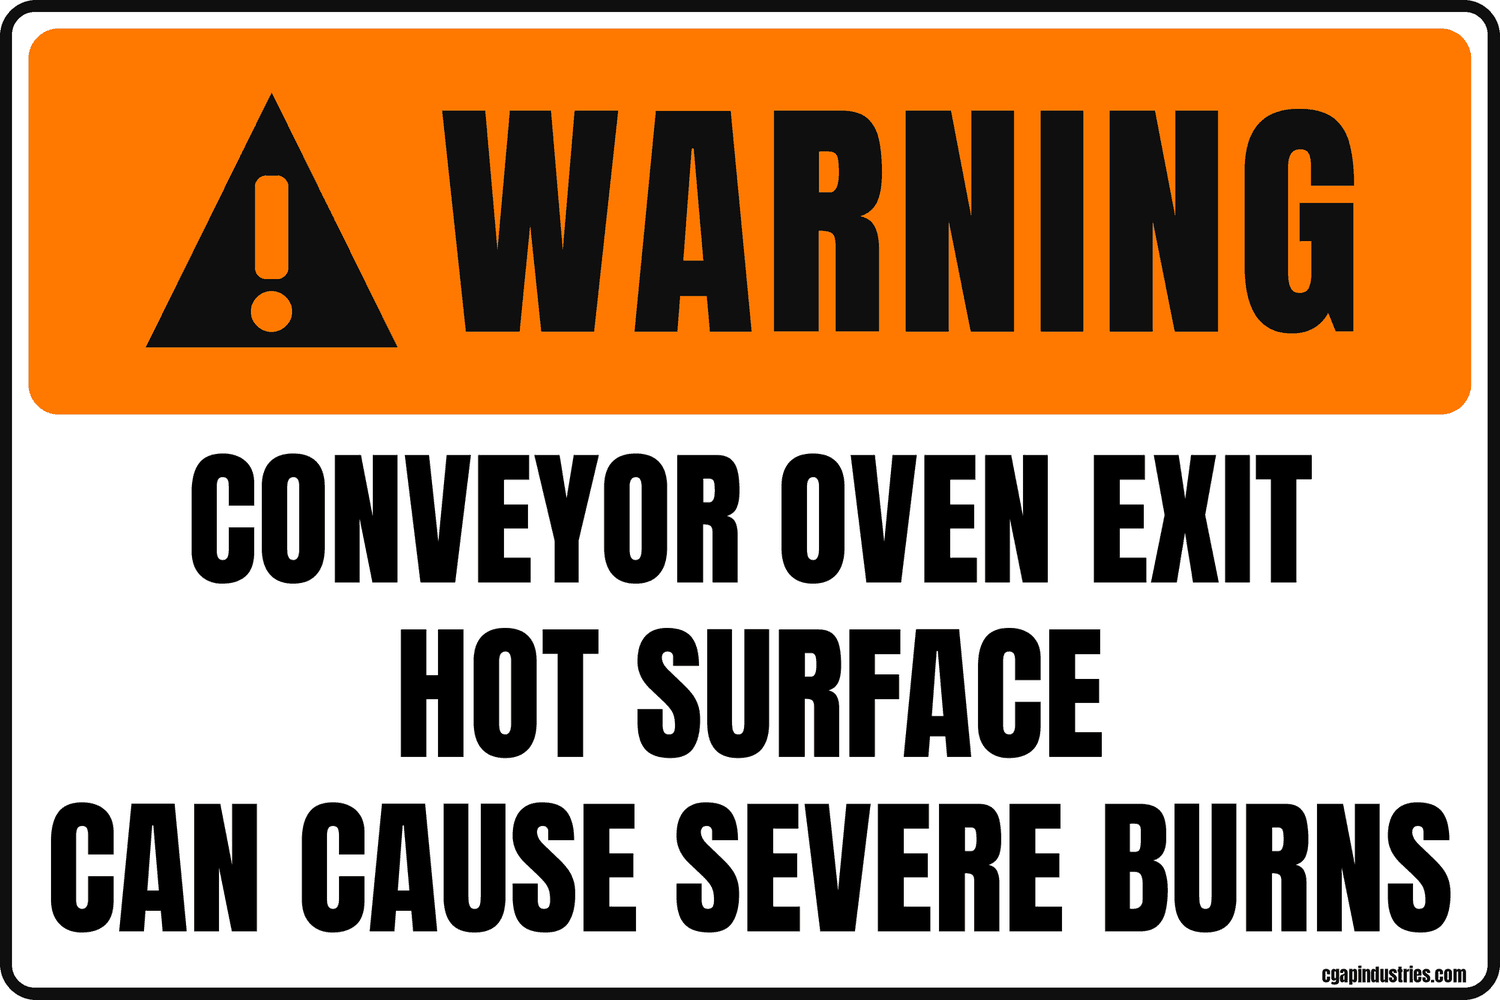 WARNING
CONVEYOR OVEN EXIT
HOT SURFACE
CAN CAUSE SEVERE BURNS
cgapindustries.com